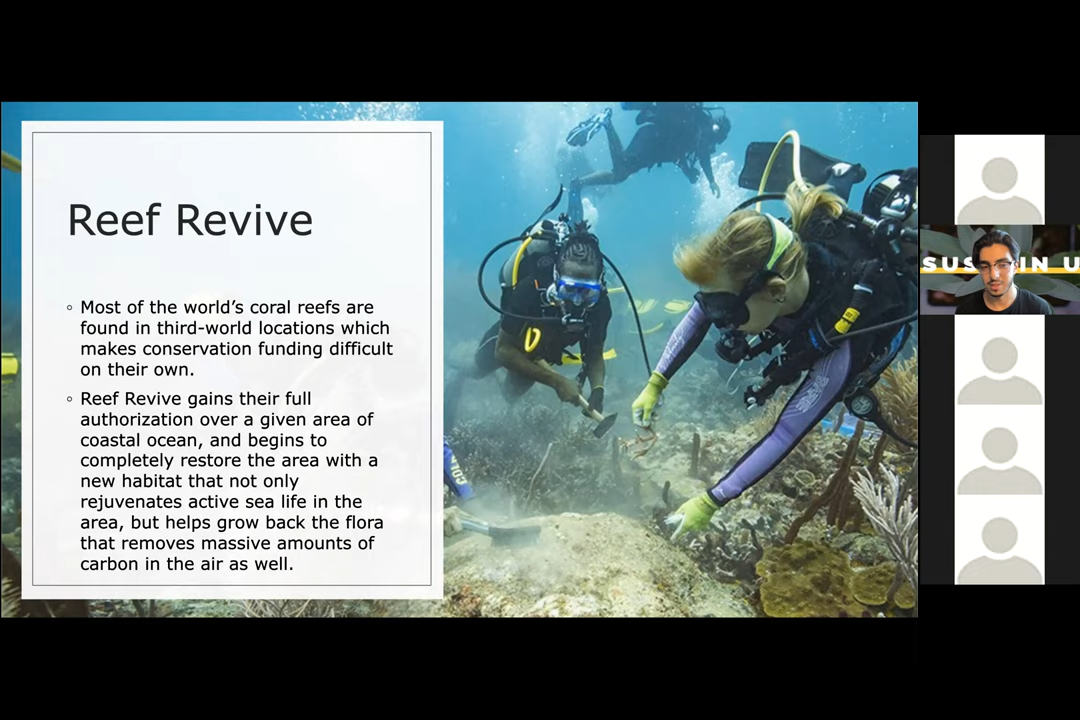 Reef Revive
◦ Most of the world’s coral reefs are
found in third-world locations which
makes conservation funding difficult
on their own.
◦ Reef Revive gains their full
authorization over a given area of
coastal ocean, and begins to
completely restore the area with a
new habitat that not only
rejuvenates active sea life in the
area, but helps grow back the flora
that removes massive amounts of
carbon in the air as well.
SUS IN U